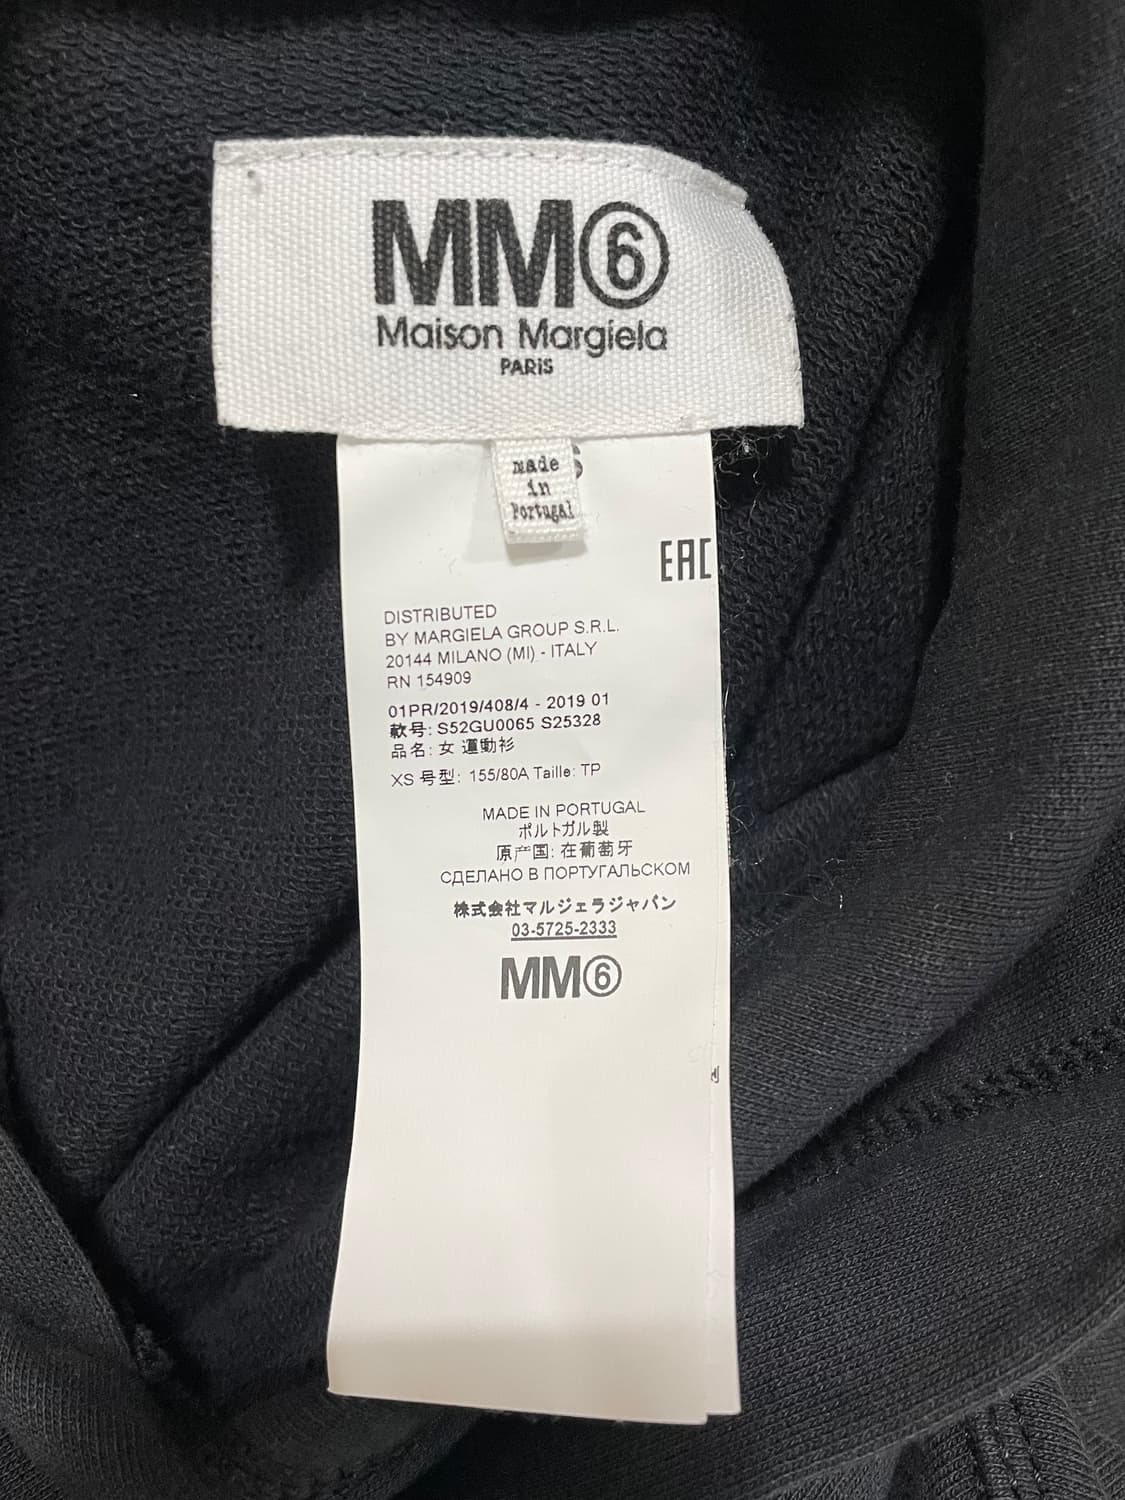 MM⑥
Maison Margiela
PARIS
made
in
Portugal
S
EAC
DISTRIBUTED
BY MARGIELA GROUP S.R.L.
20144 MILANO (MI) - ITALY
RN 154909
01PR/2019/408/4 - 2019 01
款号: S52GU0065 S25328
品名: 女 運動衫
XS 号型: 155/80A Taille: TP
MADE IN PORTUGAL
ポルトガル製
原产国: 在葡萄牙
СДЕЛАНО В ПОРТУГАЛЬСКОМ
株式会社マルジェラジャパン
03-5725-2333
MM⑥